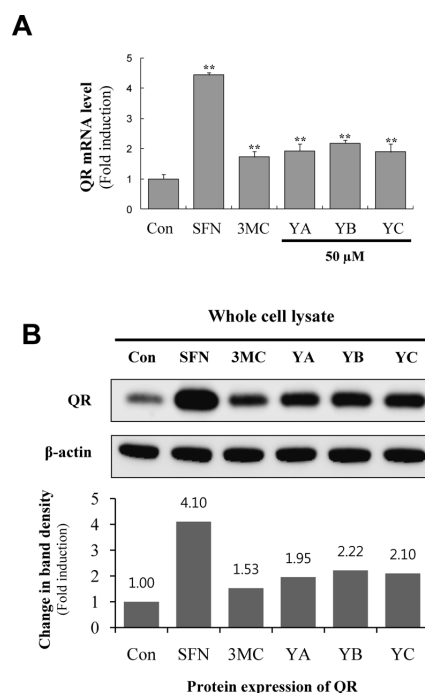 A
QR mRNA level
(Fold induction)
5
4
3
2
1
0
**
**
**
**
**
Con SFN 3MC YA YB YC
50 µM
B
Whole cell lysate
Con SFN 3MC YA YB YC
QR
β-actin
Change in band density
(Fold induction)
5
4
3
2
1
0
1.00
4.10
1.53
1.95
2.22
2.10
Con SFN 3MC YA YB YC
Protein expression of QR